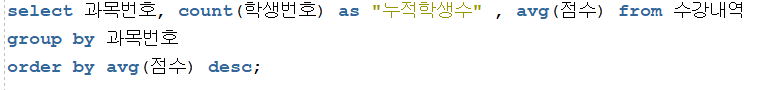 select 과목번호, count(학생번호) as "누적학생수" , avg(점수) from 수강내역
group by 과목번호
order by avg(점수) desc;